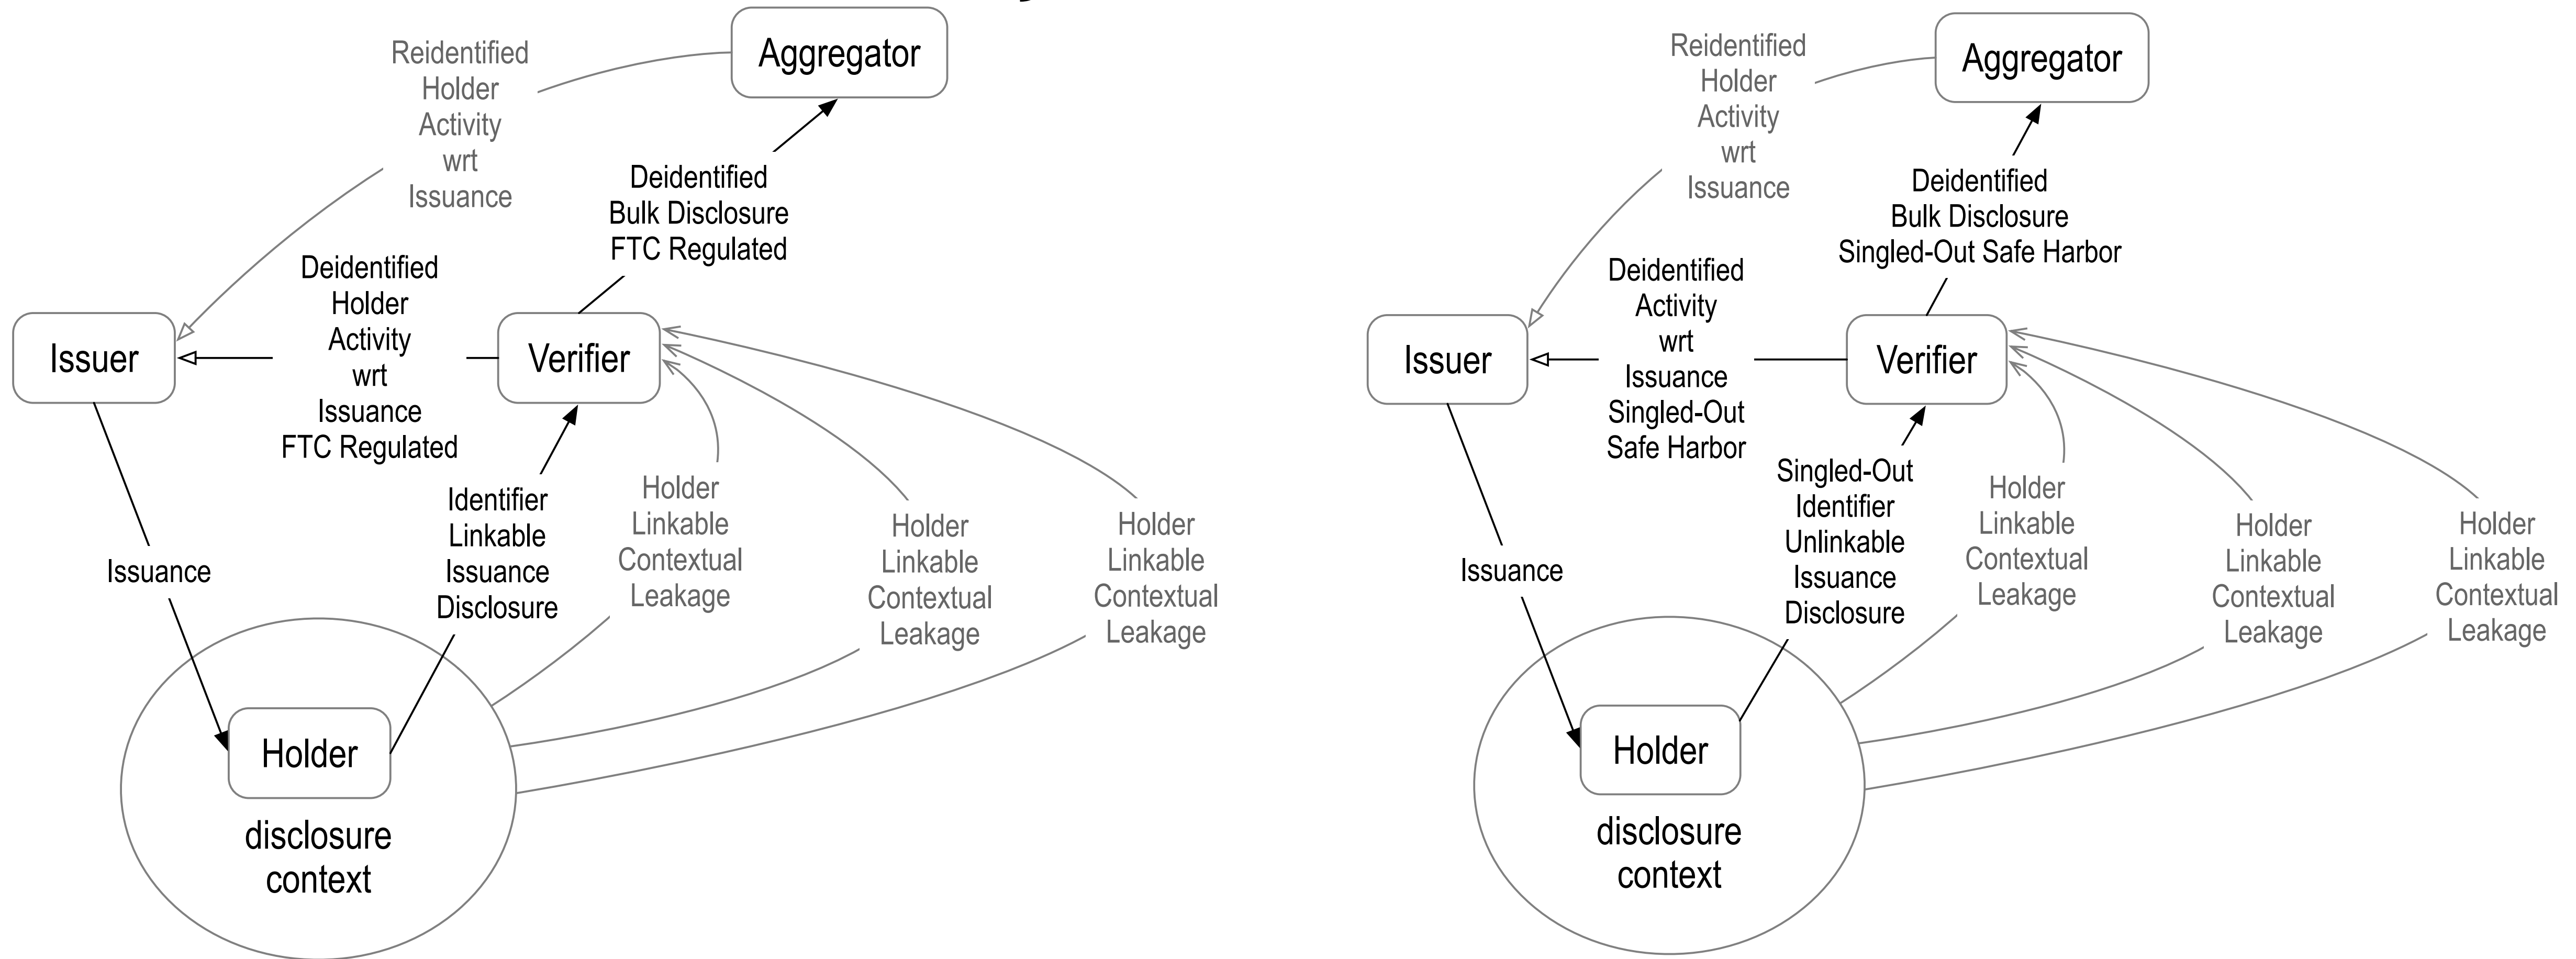 Aggregator
Reidentified
Holder
Activity
wrt
Issuance
Deidentified
Bulk Disclosure
FTC Regulated
Deidentified
Holder
Activity
wrt
Issuance
FTC Regulated
Issuer
Verifier
Identifier
Linkable
Issuance
Disclosure
Holder
Linkable
Contextual
Leakage
Holder
Linkable
Contextual
Leakage
Holder
Linkable
Contextual
Leakage
Issuance
Holder
disclosure
context
Aggregator
Reidentified
Holder
Activity
wrt
Issuance
Deidentified
Bulk Disclosure
Singled-Out Safe Harbor
Deidentified
Activity
wrt
Issuance
Singled-Out
Safe Harbor
Issuer
Verifier
Singled-Out
Identifier
Unlinkable
Issuance
Disclosure
Holder
Linkable
Contextual
Leakage
Holder
Linkable
Contextual
Leakage
Holder
Linkable
Contextual
Leakage
Issuance
Holder
disclosure
context